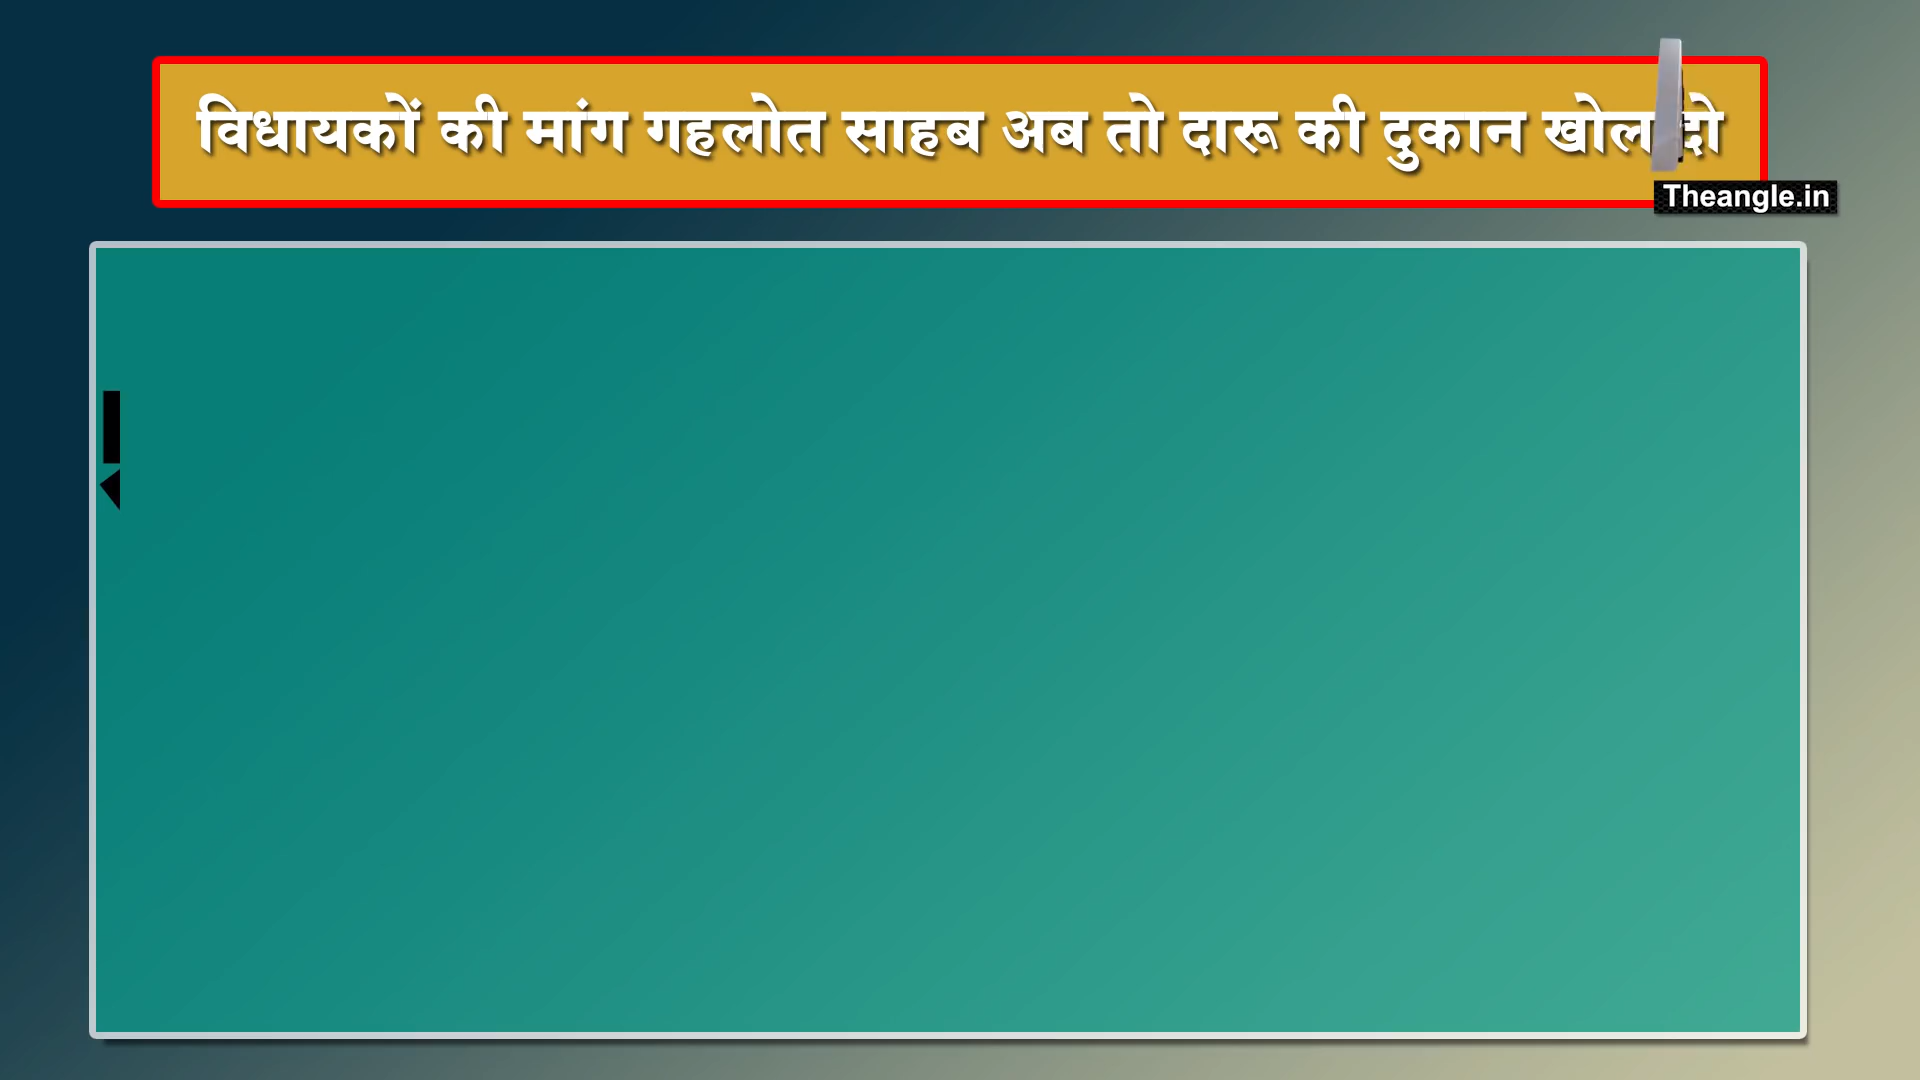 विधायकों की मांग गहलोत साहब अब तो दारू की दुकान खोल दो
Theangle.in